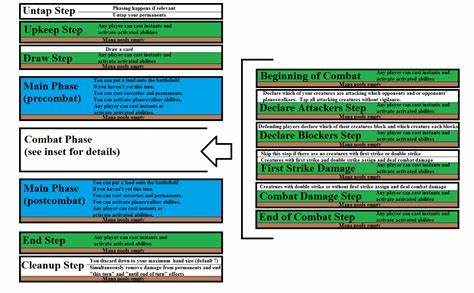 Untap Step
Phasing happens if relevant
Untap your permanents
Upkeep Step
Any player can cast instants and
activate activated abilities
Mana pools empty
Draw a card
Draw Step
Any player can cast instants and
activate activated abilities
Mana pools empty
Main Phase
(precombat)
You can put a land onto the battlefield
if you haven't yet this turn.
You can cast sorceries and permanents.
You can activate planeswalker abilities.
Any player can cast instants or
activate activated abilities.
Mana pools empty
Combat Phase
(see inset for details)
Main Phase
(postcombat)
You can put a land onto the battlefield
if you haven't yet this turn.
You can cast sorceries and permanents.
You can activate planeswalker abilities.
Any player can cast instants or
activate activated abilities.
Mana pools empty
End Step
Any player can cast instants and
activate activated abilities
Mana pools empty
Cleanup Step
You discard down to your maximum hand size (default 7)
Simultaneously remove damage from permanents and end
"this turn" and "until end of turn" effects
Mana pools empty
Beginning of Combat
Any player can cast instants and
activate activated abilities
Mana pools empty
Declare which of your creatures are attacking which opponents or opponents'
planeswalkers. Tap all attacking creatures without vigilance.
Declare Attackers Step
Any player can cast instants and
activate activated abilities
Mana pools empty
Defending players declare which of there creatures block and which creature each blocks
Declare Blockers Step
Any player can cast instants and
activate activated abilities
Mana pools empty
Skip this step if there are no creatures with first strike or double strike
Creatures with first strike and double strike assign and deal combat damage
First Strike Damage
Any player can cast instants and
activate activated abilities
Mana pools empty
Creatures with double strike or without first strike assign and deal combat damage
Combat Damage Step
Any player can cast instants and
activate activated abilities
Mana pools empty
End of Combat Step
Any player can cast instants and
activate activated abilities
Mana pools empty